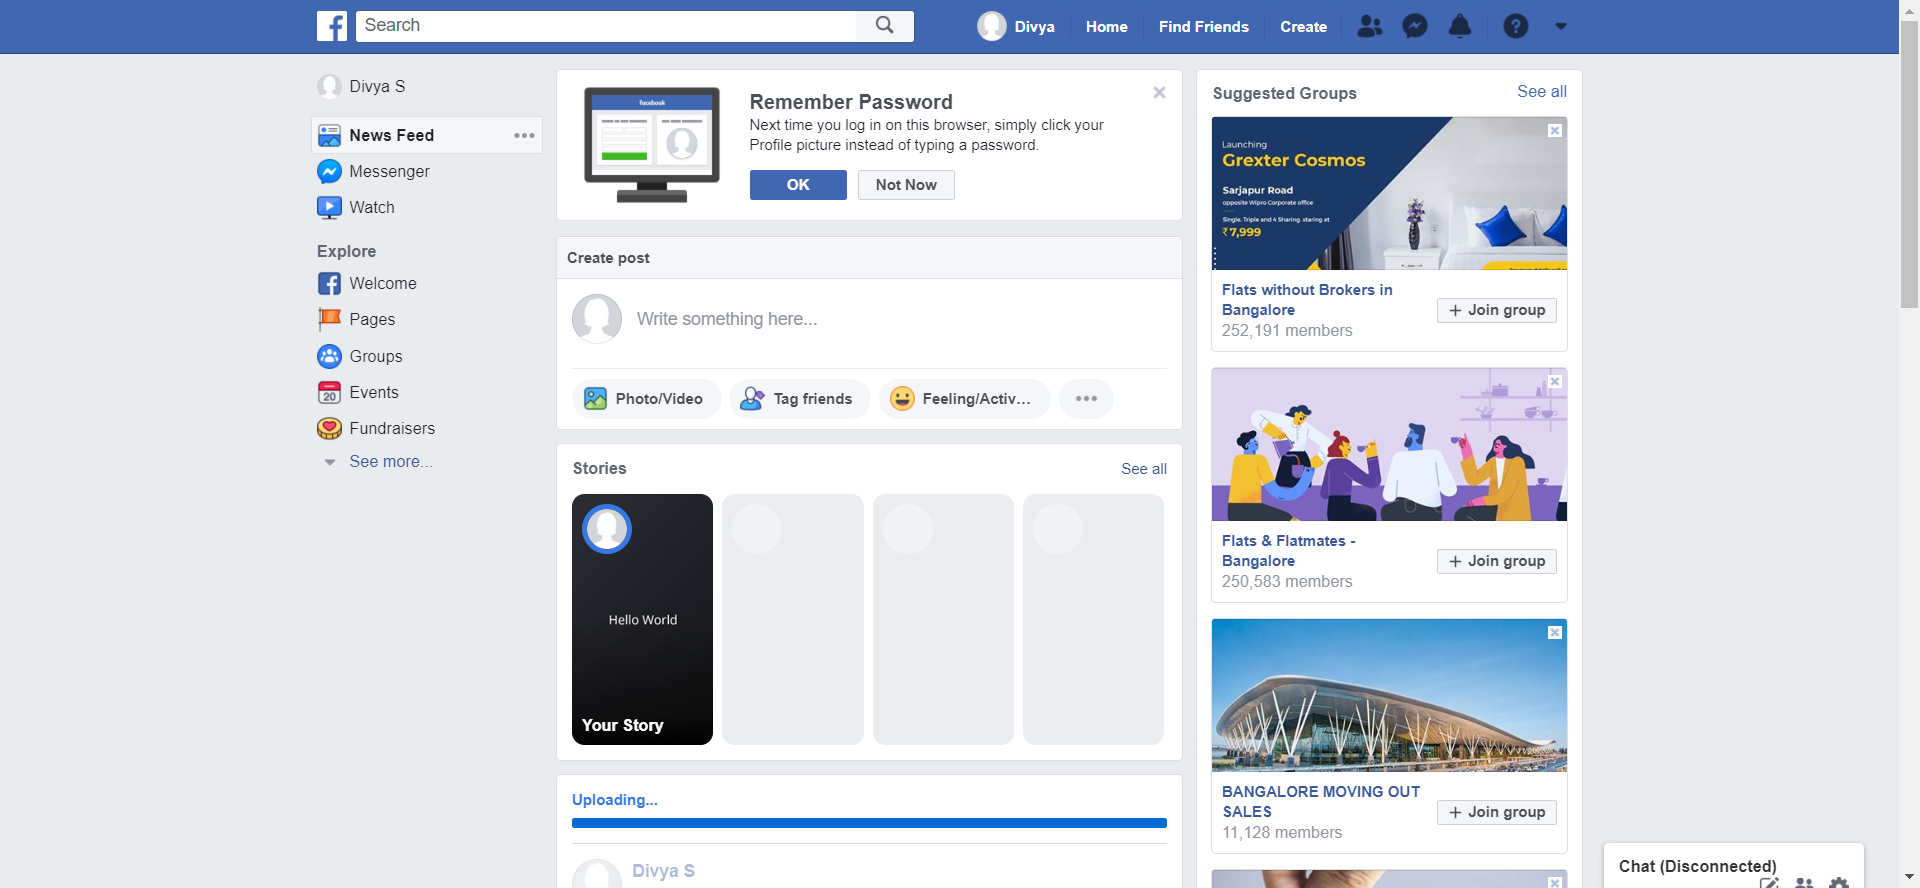 Search
Divya
Home
Find Friends
Create
Divya S
News Feed
Messenger
Watch
Explore
Welcome
Pages
Groups
20
Events
Fundraisers
See more...
facebook
Remember Password
Next time you log in on this browser, simply click your
Profile picture instead of typing a password.
OK
Not Now
Create post
Write something here...
Photo/Video
Tag friends
Feeling/Activ...
Stories
See all
Hello World
Your Story
Uploading...
Divya S
Suggested Groups
See all
Launching
Grexter Cosmos
Sarjapur Road
opposite Wipro Corporate office
Single, Triple and 4 Sharing, staring at
₹7,999
Flats without Brokers in
Bangalore
252,191 members
+ Join group
Flats & Flatmates -
Bangalore
250,583 members
+ Join group
BANGALORE MOVING OUT
SALES
11,128 members
+ Join group
Chat (Disconnected)